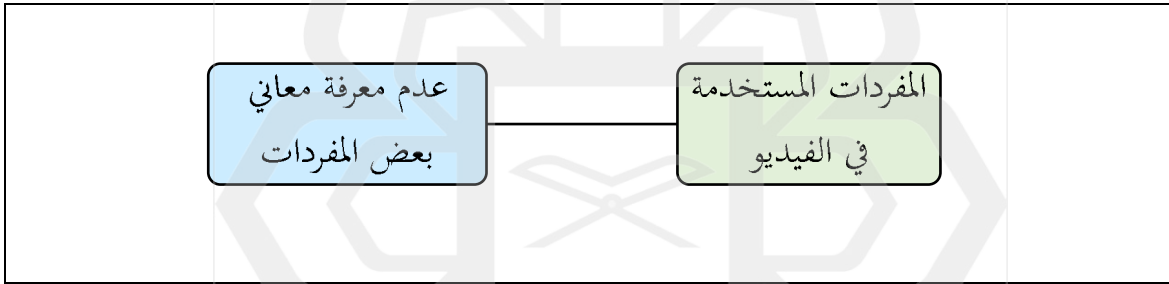 المفردات المستخدمة
في الفيديو
عدم معرفة معاني
بعض المفردات